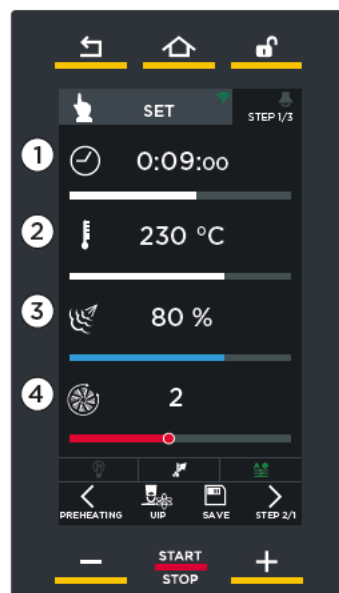 SET
STEP 1/3
1
0:09:00
2
230 °C
3
80 %
4
2
PREHEATING UIP SAVE STEP 2/1
− START +
STOP